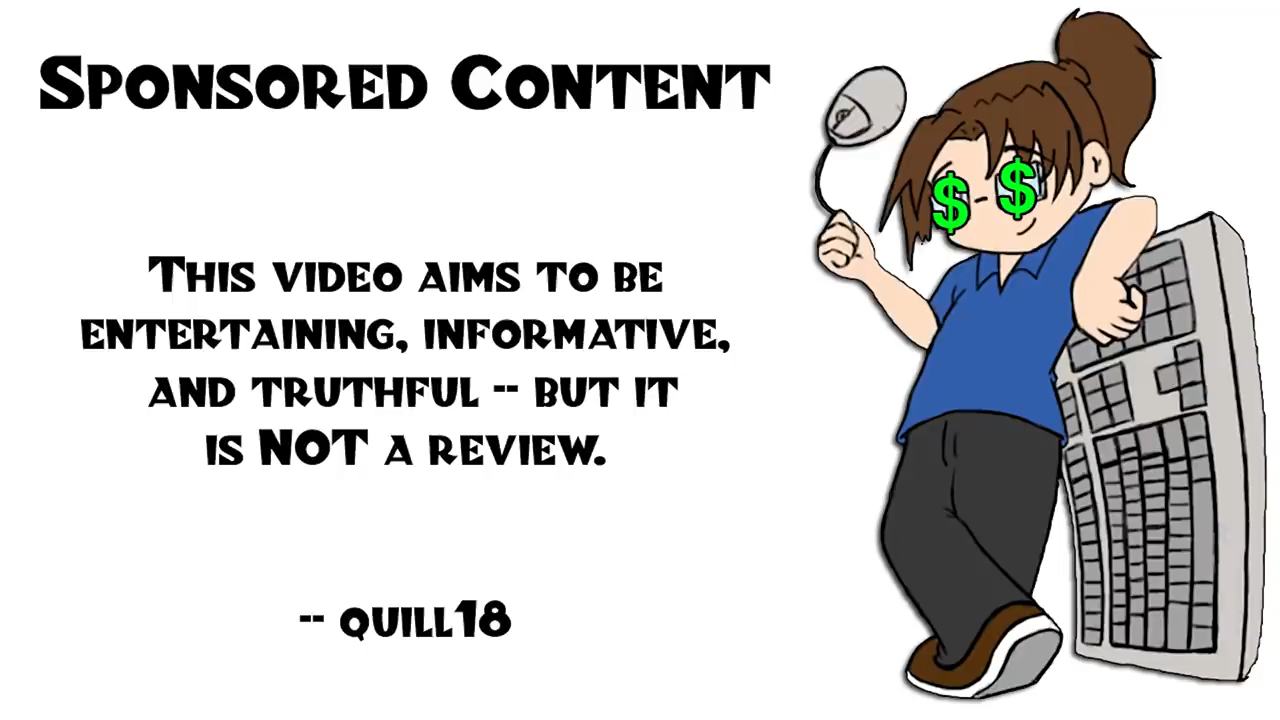 Sponsored Content
This video aims to be
entertaining, informative,
and truthful -- but it
is NOT a review.
-- quill18
$ $